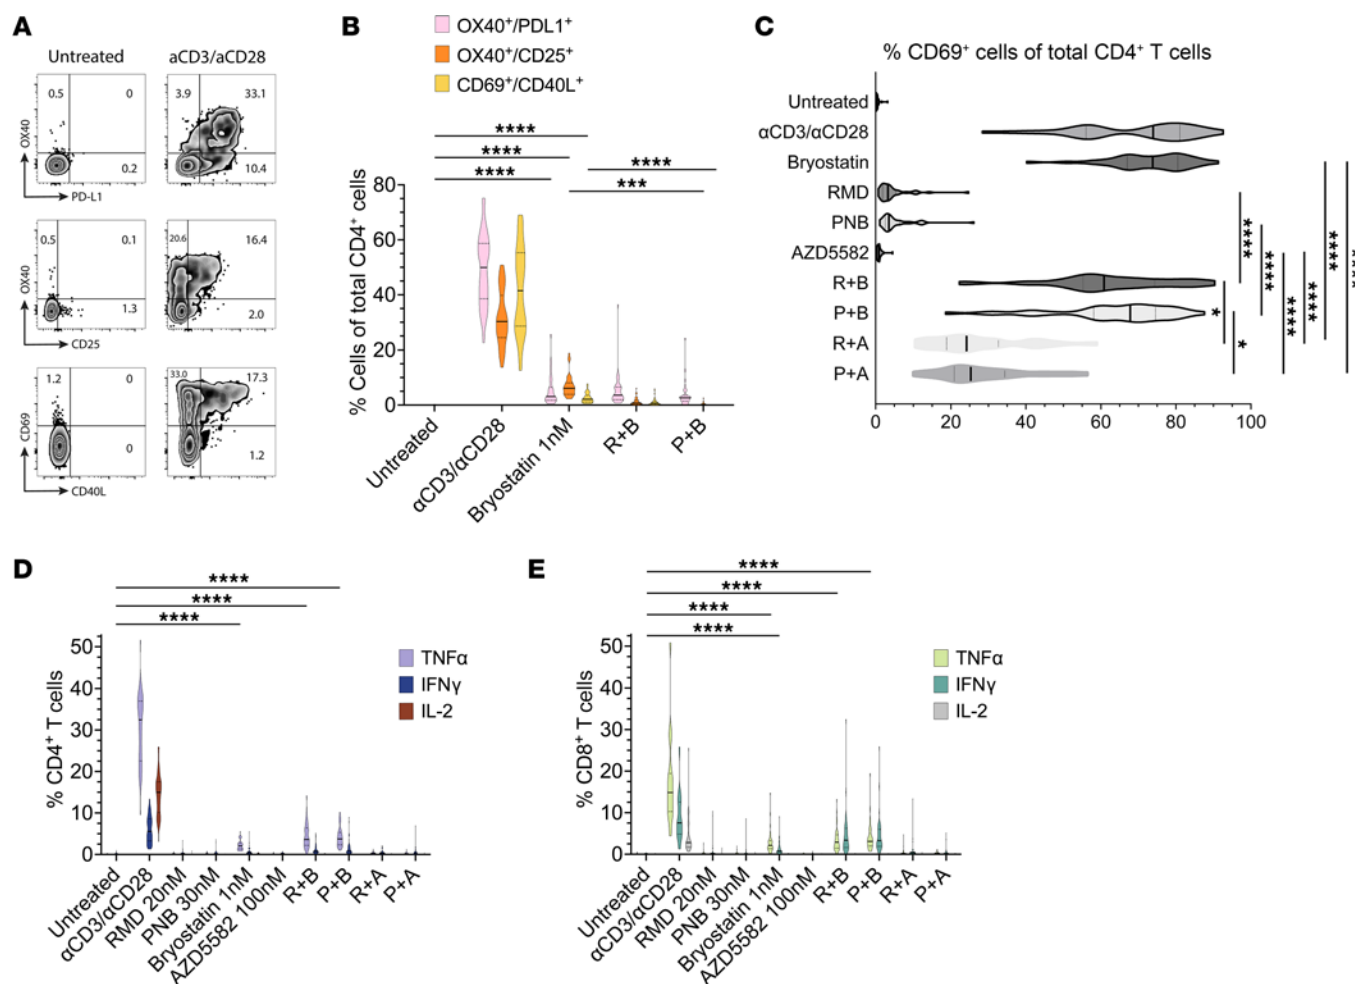 A
Untreated
aCD3/aCD28
0.5
0
0.2
OX40
PD-L1
3.9
33.1
10.4
0.5
0.1
1.3
OX40
CD25
20.6
16.4
2.0
1.2
0
0
CD69
CD40L
33.0
17.3
1.2
B
OX40⁺/PDL1⁺
OX40⁺/CD25⁺
CD69⁺/CD40L⁺
****
****
****
****
***
% Cells of total CD4⁺ cells
80
60
40
20
0
Untreated
αCD3/αCD28
Bryostatin 1nM
R+B
P+B
C
% CD69⁺ cells of total CD4⁺ T cells
Untreated
αCD3/αCD28
Bryostatin
RMD
PNB
AZD5582
R+B
P+B
R+A
P+A
0
20
40
60
80
100
*
*
****
****
****
****
****
D
****
****
****
% CD4⁺ T cells
50
40
30
20
10
0
TNFα
IFNγ
IL-2
Untreated
αCD3/αCD28
RMD 20nM
PNB 30nM
Bryostatin 1nM
AZD5582 100nM
R+B
P+B
R+A
P+A
E
****
****
****
****
% CD8⁺ T cells
50
40
30
20
10
0
TNFα
IFNγ
IL-2
Untreated
αCD3/αCD28
RMD 20nM
PNB 30nM
Bryostatin 1nM
AZD5582 100nM
R+B
P+B
R+A
P+A